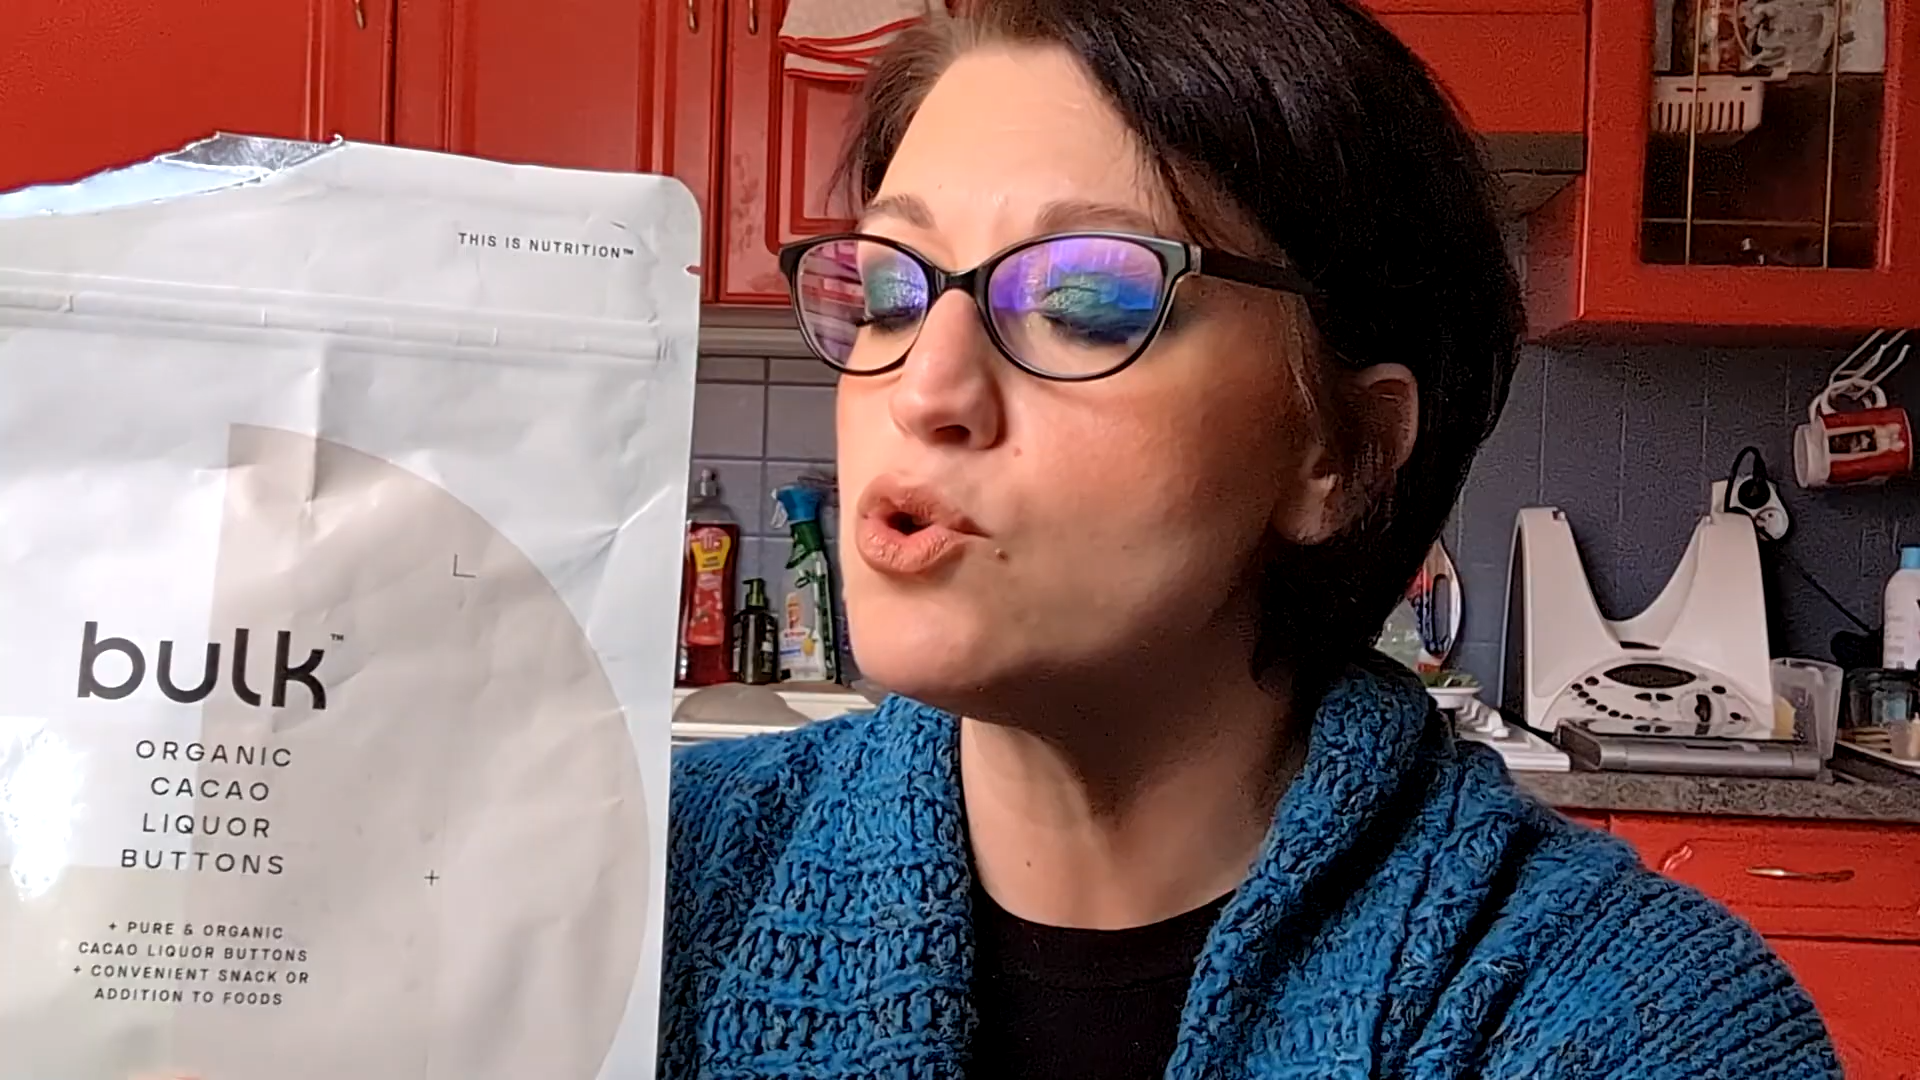 THIS IS NUTRITION™
bulk™
ORGANIC
CACAO
LIQUOR
BUTTONS
+ PURE & ORGANIC
CACAO LIQUOR BUTTONS
+ CONVENIENT SNACK OR
ADDITION TO FOODS